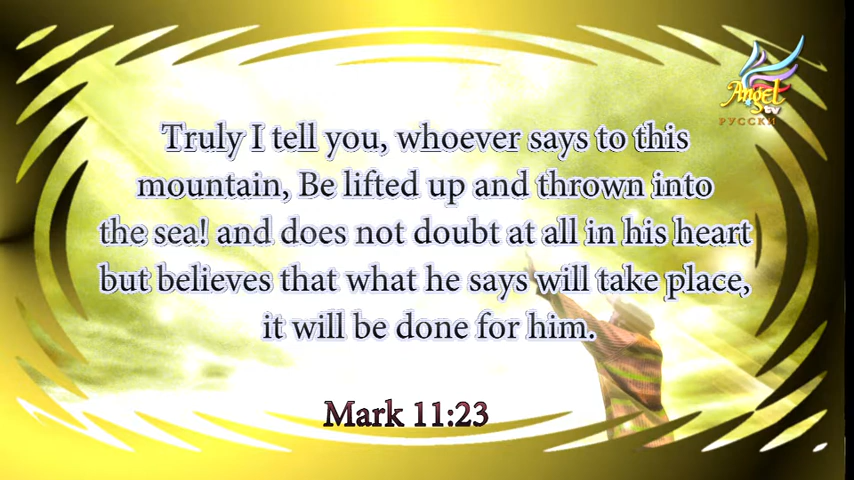 Angel
tv
РУССКИ
Truly I tell you, whoever says to this
mountain, Be lifted up and thrown into
the sea! and does not doubt at all in his heart
but believes that what he says will take place,
it will be done for him.
Mark 11:23